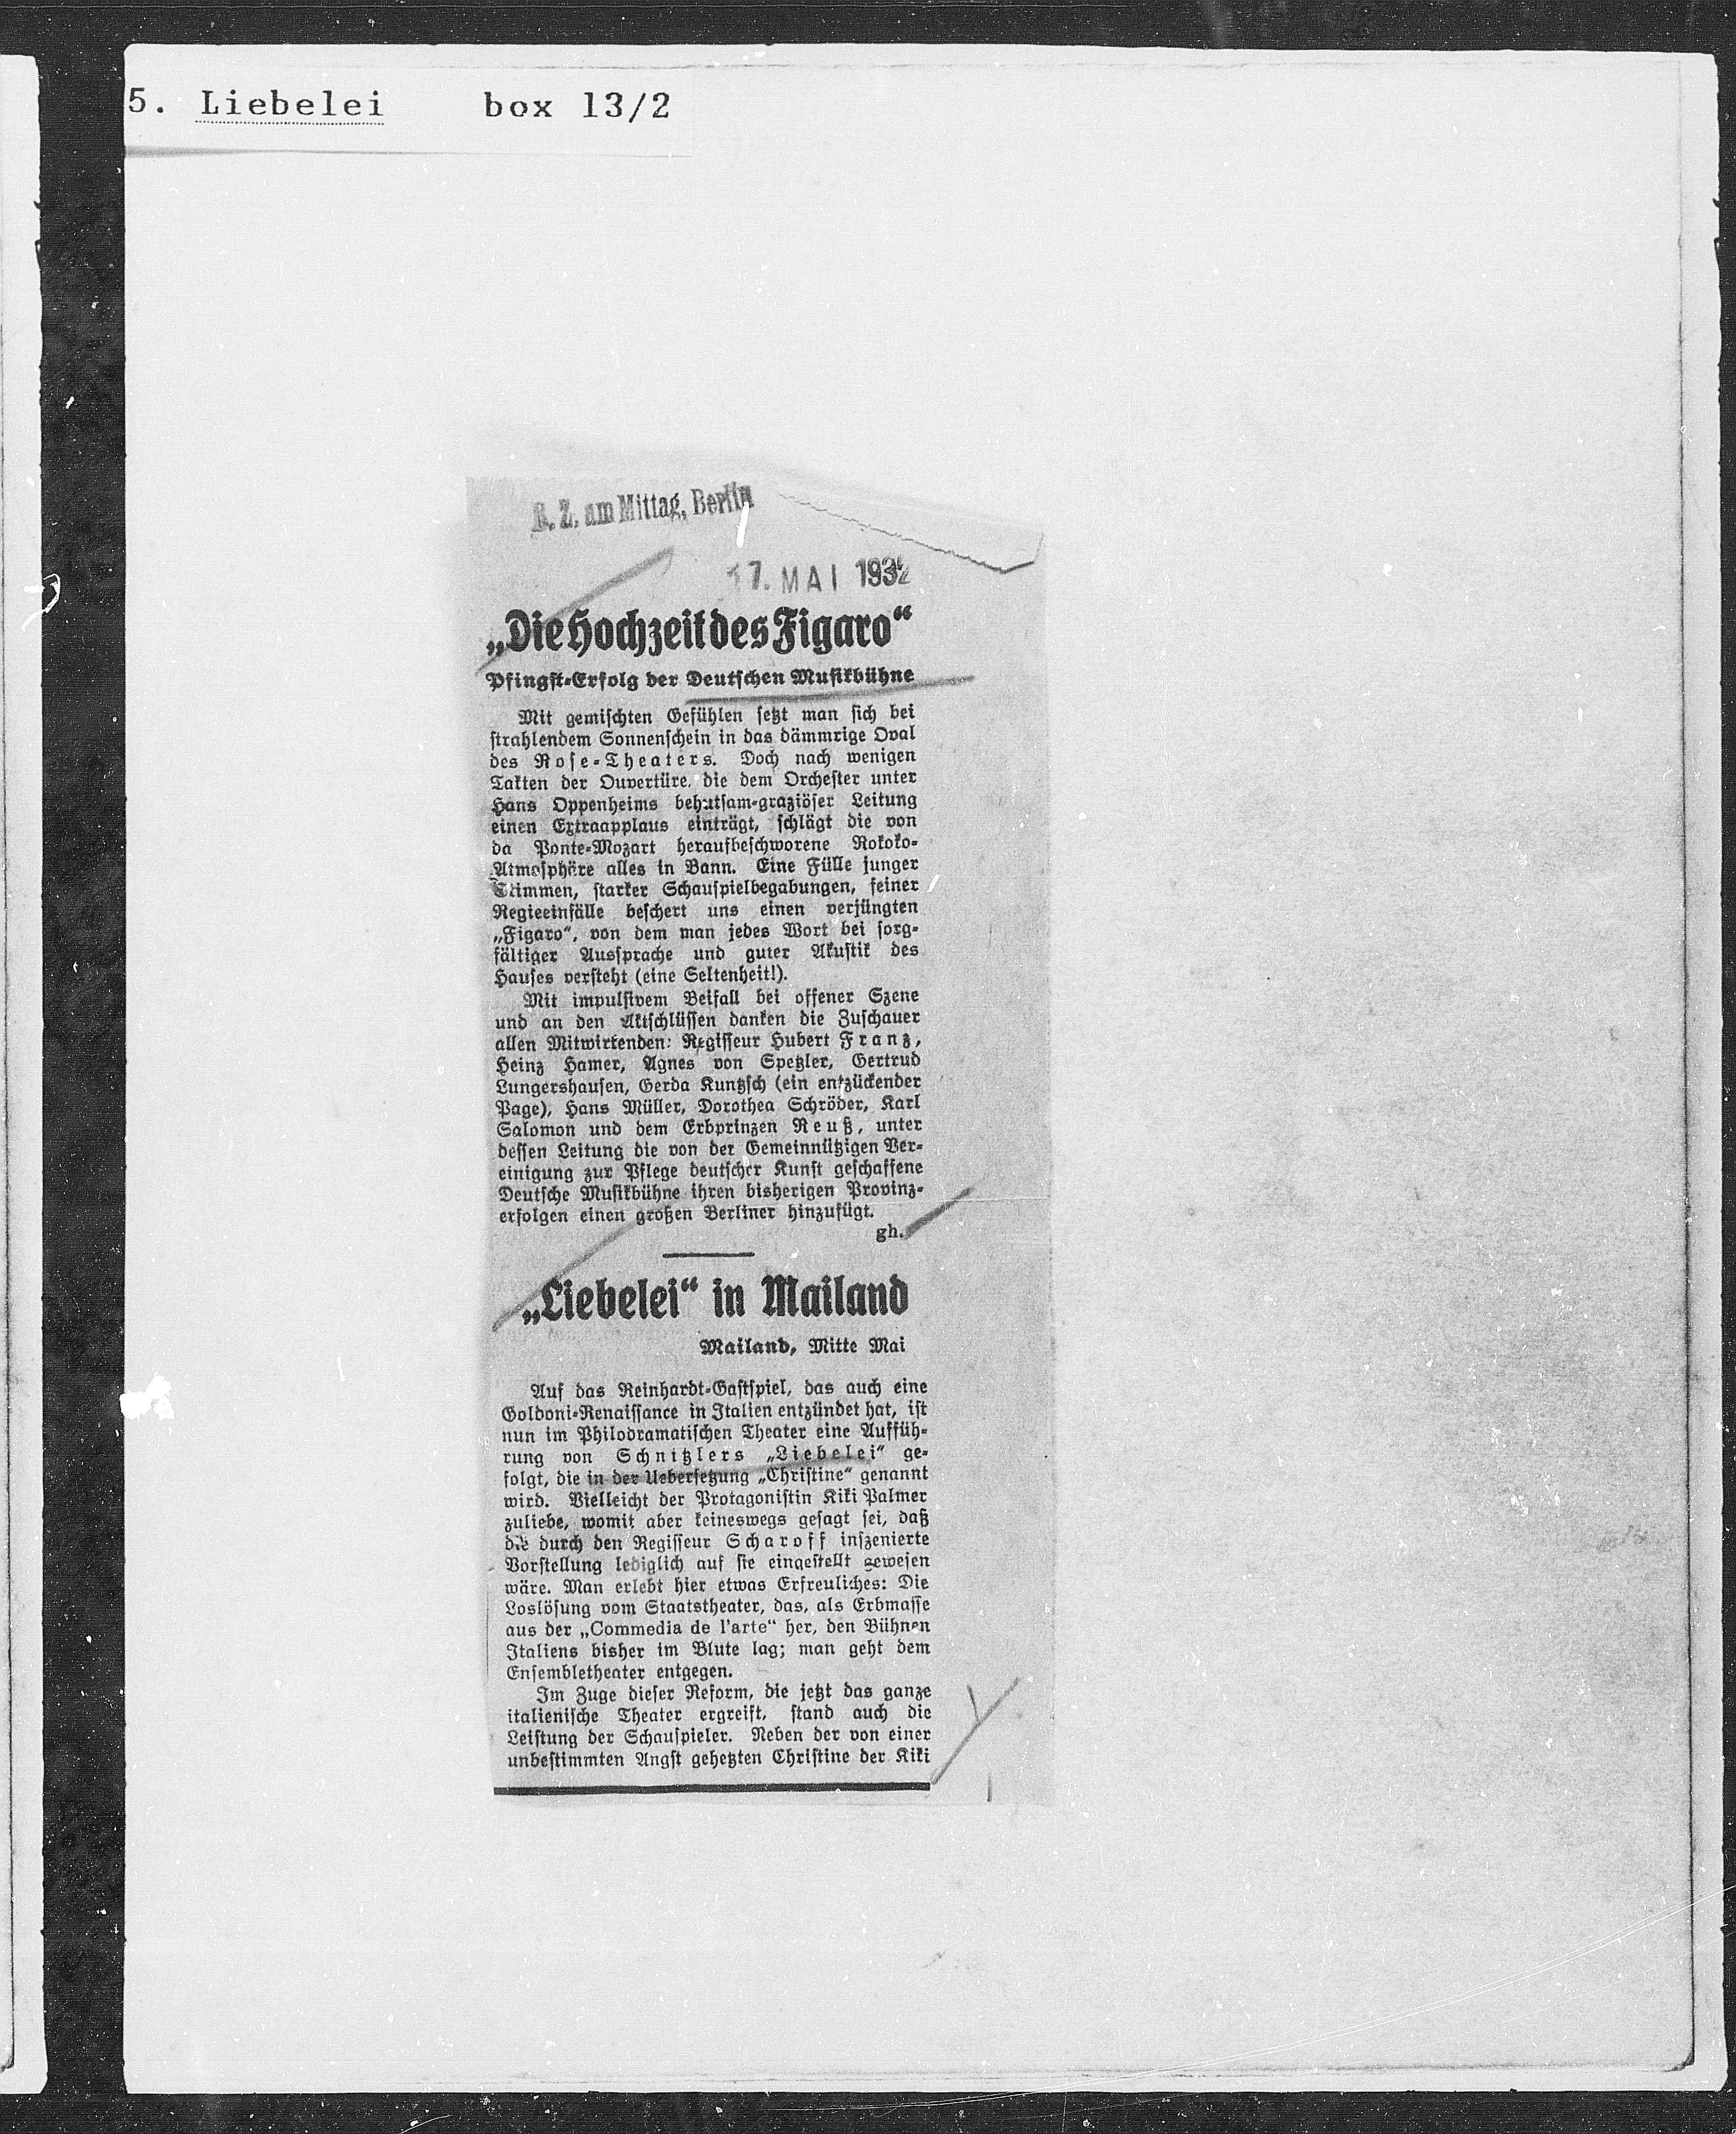 5. Liebelei box 13/2
B. Z. am Mittag, Berlin
17. MAI 1932
„Die Hochzeit des Figaro“
Pfingst-Erfolg der Deutschen Musikbühne
Mit gemischten Gefühlen setzt man sich bei
strahlendem Sonnenschein in das dämmrige Oval
des Rose-Theaters. Doch nach wenigen
Takten der Ouvertüre, die dem Orchester unter
Hans Oppenheims behutsam-graziöser Leitung
einen Extraapplaus einträgt, schlägt die von
da Ponte-Mozart heraufbeschworene Rokoko-
Atmosphäre alles in Bann. Eine Fülle junger
Stimmen, starker Schauspielbegabungen, feiner
Regieeinfälle beschert uns einen verjüngten
„Figaro“, von dem man jedes Wort bei sorg-
fältiger Aussprache und guter Akustik des
Hauses versteht (eine Seltenheit!).
Mit impulsivem Beifall bei offener Szene
und an den Aktschlüssen danken die Zuschauer
allen Mitwirkenden: Regisseur Hubert Franz,
Heinz Hamer, Agnes von Spetzler, Gertrud
Lungershausen, Gerda Kuntzsch (ein entzückender
Page), Hans Müller, Dorothea Schröder, Karl
Salomon und dem Erbprinzen Reuß, unter
dessen Leitung die von der Gemeinnützigen Ver-
einigung zur Pflege deutscher Kunst geschaffene
Deutsche Musikbühne ihren bisherigen Provinz-
erfolgen einen großen Berliner hinzufügt.
gh.
„Liebelei“ in Mailand
Mailand, Mitte Mai
Auf das Reinhardt-Gastspiel, das auch eine
Goldoni-Renaissance in Italien entzündet hat, ist
nun im Philodramatischen Theater eine Auffüh-
rung von Schnitzlers „Liebelei“ ge-
folgt, die in der Uebersetzung „Christine“ genannt
wird. Vielleicht der Protagonistin Kiki Palmer
zuliebe, womit aber keineswegs gesagt sei, daß
die durch den Regisseur Scharoff inszenierte
Vorstellung lediglich auf sie eingestellt gewesen
wäre. Man erlebt hier etwas Erfreuliches: Die
Loslösung vom Staatstheater, das, als Erbmasse
aus der „Commedia de l'arte“ her, den Bühnen
Italiens bisher im Blute lag; man geht dem
Ensembletheater entgegen.
Im Zuge dieser Reform, die jetzt das ganze
italienische Theater ergreift, stand auch die
Leistung der Schauspieler. Neben der von einer
unbestimmten Angst gehetzten Christine der Kiki